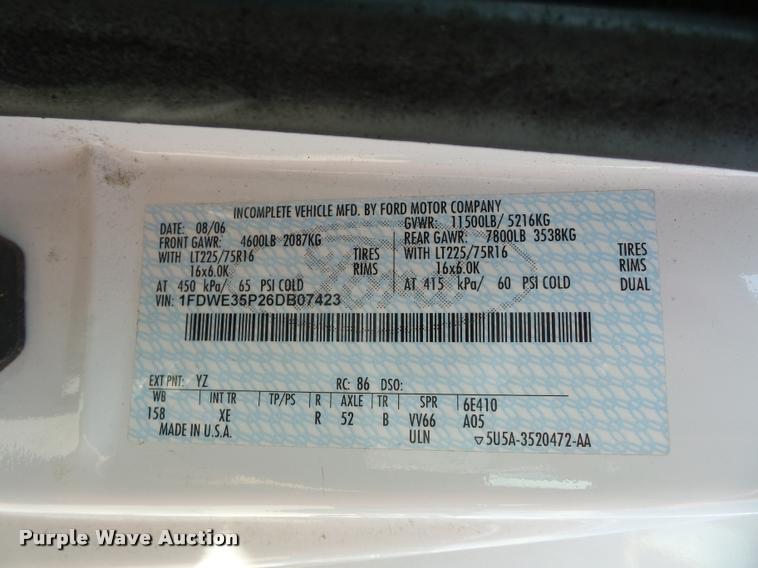 INCOMPLETE VEHICLE MFD. BY FORD MOTOR COMPANY
DATE: 08/06 GVWR: 11500LB/ 5216KG
FRONT GAWR: 4600LB 2087KG REAR GAWR: 7800LB 3538KG
WITH LT225/75R16 TIRES WITH LT225/75R16 TIRES
16x6.0K RIMS 16x6.0K RIMS
AT 450 kPa/ 65 PSI COLD AT 415 kPa/ 60 PSI COLD DUAL
VIN: 1FDWE35P26DB07423
EXT PNT: YZ RC: 86 DSO:
WB INT TR TP/PS R AXLE TR SPR 6E410
158 XE R 52 B VV66 A05
MADE IN U.S.A. ULN ▽5U5A-3520472-AA
Purple Wave Auction